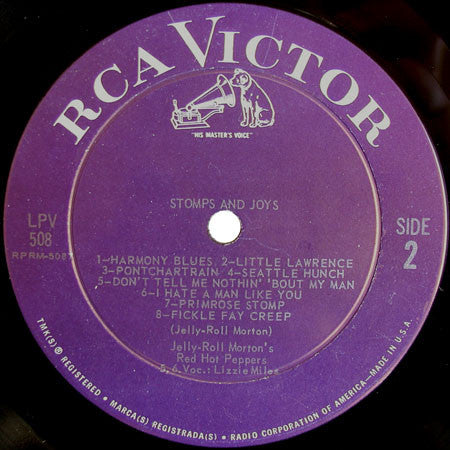 RCA VICTOR
"HIS MASTER'S VOICE"
STOMPS AND JOYS
LPV
508
RPRM-5087
SIDE
2
1–HARMONY BLUES 2–LITTLE LAWRENCE
3–PONTCHARTRAIN 4–SEATTLE HUNCH
5–DON'T TELL ME NOTHIN' 'BOUT MY MAN
6–I HATE A MAN LIKE YOU
7–PRIMROSE STOMP
8–FICKLE FAY CREEP
(Jelly-Roll Morton)
Jelly-Roll Morton's
Red Hot Peppers
5,6 Voc.: Lizzie Miles
TMK(S) ® REGISTERED • MARCA(S) REGISTRADA(S) • RADIO CORPORATION OF AMERICA—MADE IN U.S.A.